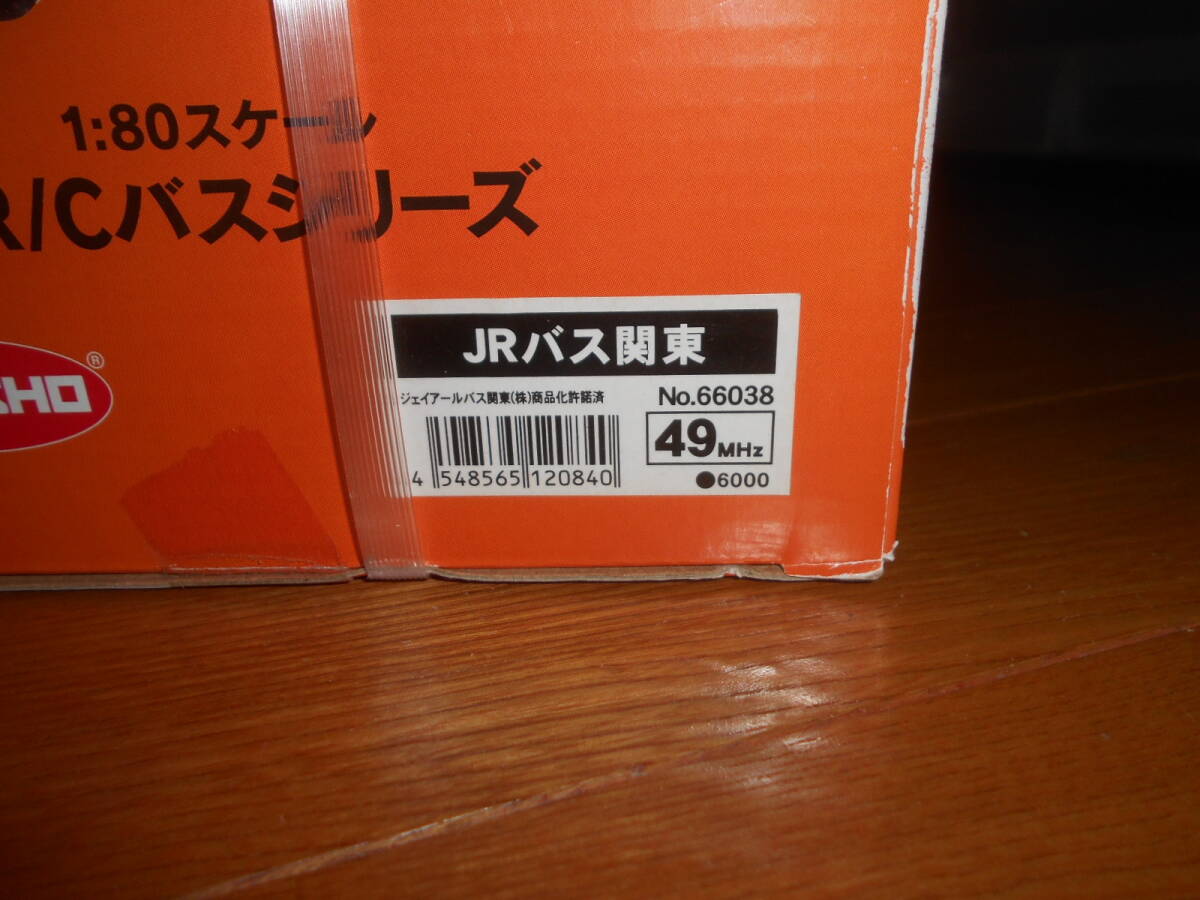 1:80スケール
R/Cバスシリーズ
SHO
®
JRバス関東
ジェイアールバス関東(株)商品化許諾済
No.66038
49MHz
4 548565 120840
●6000